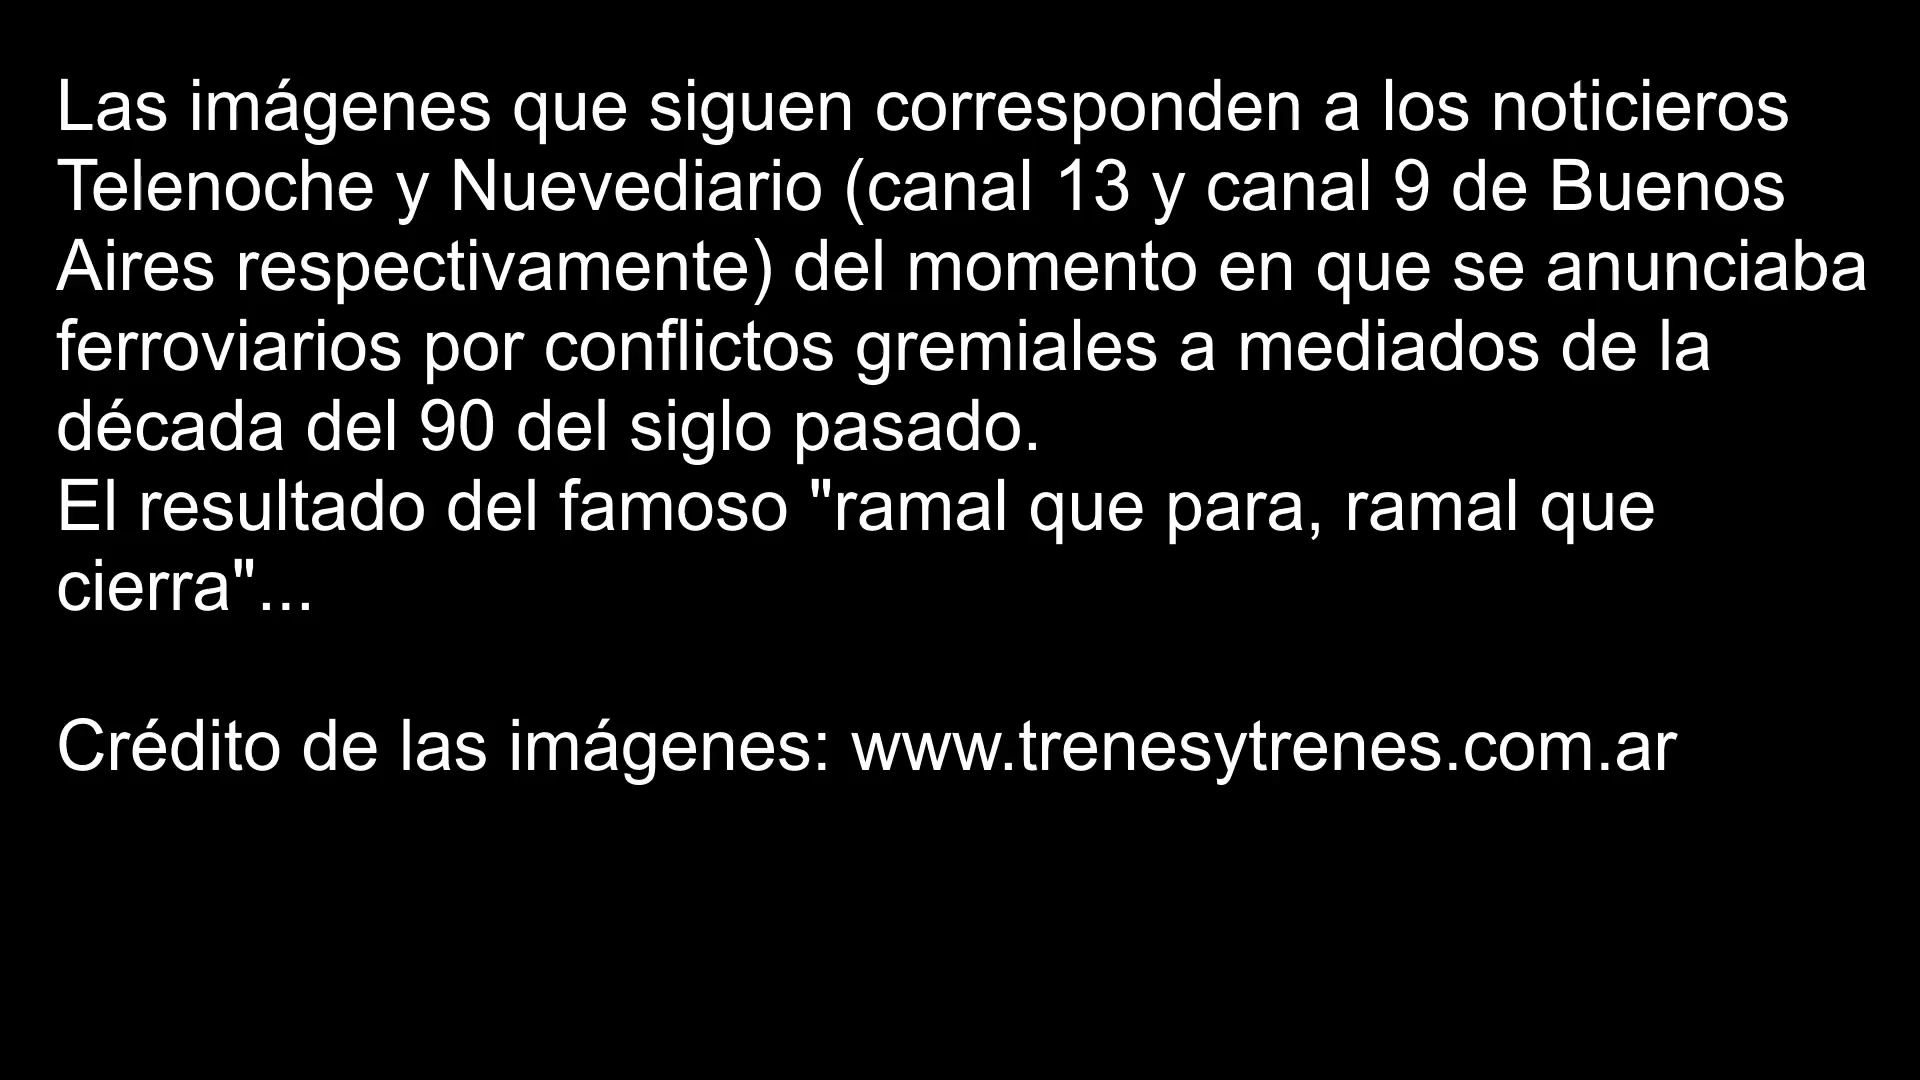 Las imágenes que siguen corresponden a los noticieros
Telenoche y Nuevediario (canal 13 y canal 9 de Buenos
Aires respectivamente) del momento en que se anunciaba
ferroviarios por conflictos gremiales a mediados de la
década del 90 del siglo pasado.
El resultado del famoso "ramal que para, ramal que
cierra"...
Crédito de las imágenes: www.trenesytrenes.com.ar